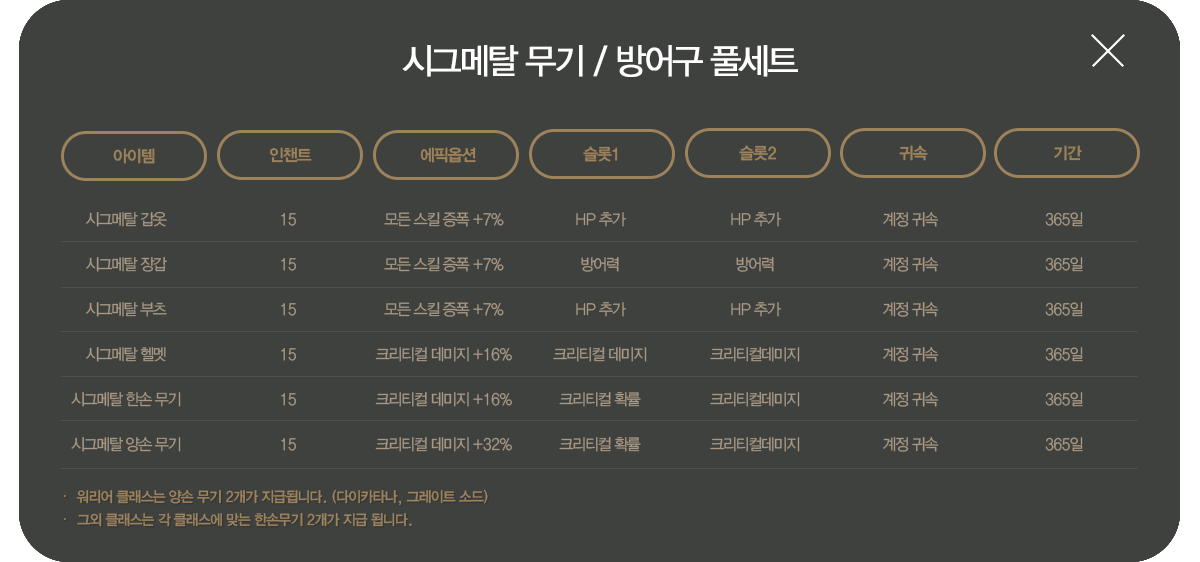 시그메탈 무기 / 방어구 풀세트
아이템 인챈트 에픽옵션 슬롯1 슬롯2 귀속 기간
시그메탈 갑옷 15 모든 스킬 증폭 +7% HP 추가 HP 추가 계정 귀속 365일
시그메탈 장갑 15 모든 스킬 증폭 +7% 방어력 방어력 계정 귀속 365일
시그메탈 부츠 15 모든 스킬 증폭 +7% HP 추가 HP 추가 계정 귀속 365일
시그메탈 헬멧 15 크리티컬 데미지 +16% 크리티컬 데미지 크리티컬데미지 계정 귀속 365일
시그메탈 한손 무기 15 크리티컬 데미지 +16% 크리티컬 확률 크리티컬데미지 계정 귀속 365일
시그메탈 양손 무기 15 크리티컬 데미지 +32% 크리티컬 확률 크리티컬데미지 계정 귀속 365일
· 워리어 클래스는 양손 무기 2개가 지급됩니다. (다이카타나, 그레이트 소드)
· 그외 클래스는 각 클래스에 맞는 한손무기 2개가 지급 됩니다.